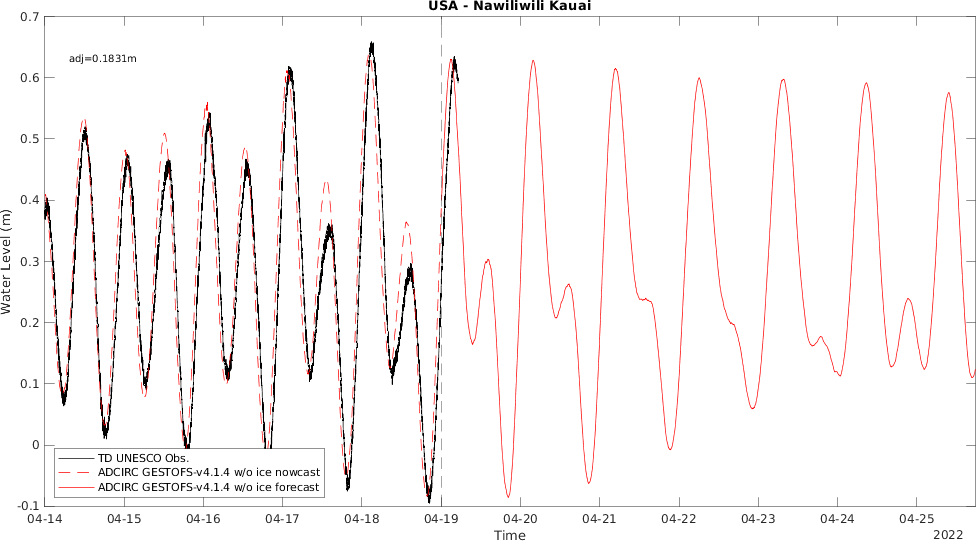 USA - Nawiliwili Kauai
adj=0.1831m
0.7
0.6
0.5
0.4
0.3
0.2
0.1
0
-0.1
Water Level (m)
TD UNESCO Obs.
ADCIRC GESTOFS-v4.1.4 w/o ice nowcast
ADCIRC GESTOFS-v4.1.4 w/o ice forecast
04-14 04-15 04-16 04-17 04-18 04-19 04-20 04-21 04-22 04-23 04-24 04-25
Time
2022